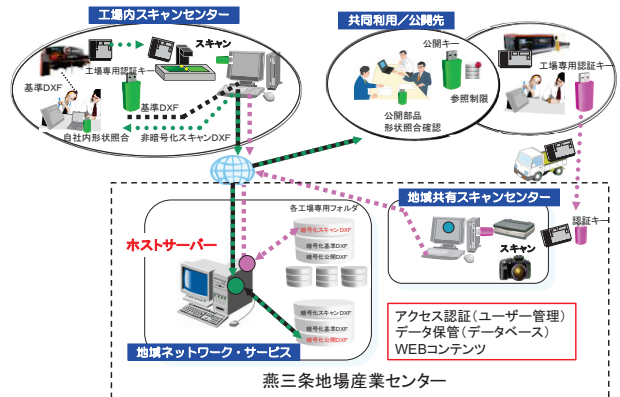 工場内スキャンセンター
スキャン
工場専用認証キー
基準DXF
基準DXF
自社内形状照合
非暗号化スキャンDXF
共同利用／公開先
公開キー
参照制限
公開部品
形状照合確認
工場専用認証キー
地域共有スキャンセンター
認証キー
スキャン
各工場専用フォルダ
暗号化スキャンDXF
暗号化基準DXF
暗号化公開DXF
ホストサーバー
暗号化スキャンDXF
暗号化基準DXF
暗号化公開DXF
地域ネットワーク・サービス
アクセス認証（ユーザー管理）
データ保管（データベース）
WEBコンテンツ
燕三条地場産業センター